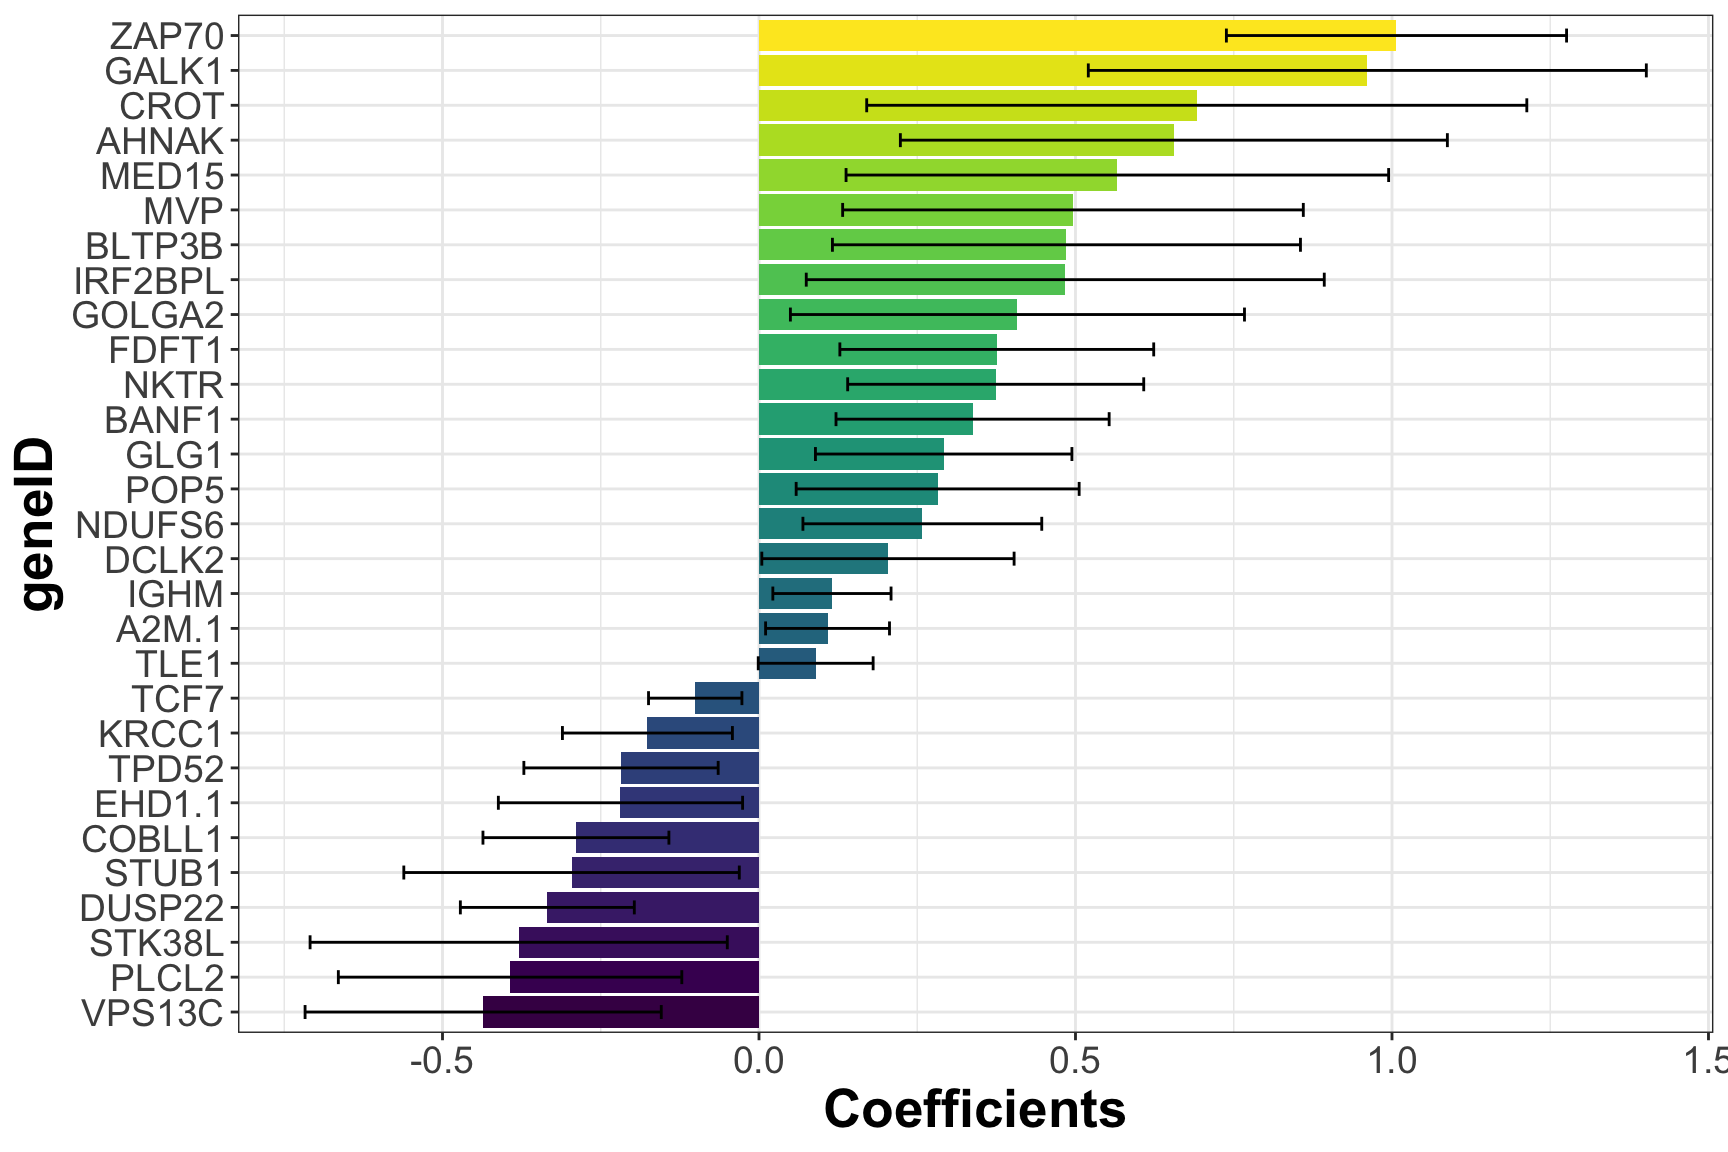 ZAP70
GALK1
CROT
AHNAK
MED15
MVP
BLTP3B
IRF2BPL
GOLGA2
FDFT1
NKTR
BANF1
GLG1
POP5
NDUFS6
DCLK2
IGHM
A2M.1
TLE1
TCF7
KRCC1
TPD52
EHD1.1
COBLL1
STUB1
DUSP22
STK38L
PLCL2
VPS13C
geneID
-0.5 0.0 0.5 1.0 1.5
Coefficients